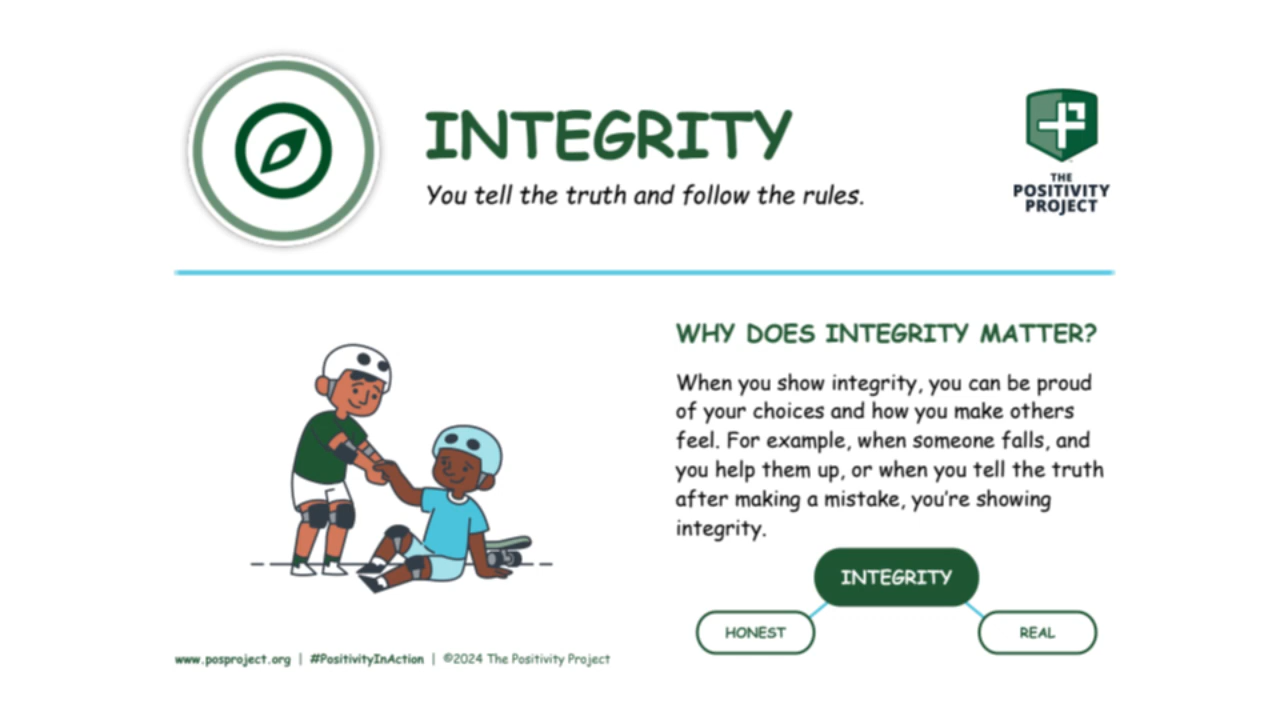 INTEGRITY
You tell the truth and follow the rules.
THE
POSITIVITY
PROJECT
WHY DOES INTEGRITY MATTER?
When you show integrity, you can be proud
of your choices and how you make others
feel. For example, when someone falls, and
you help them up, or when you tell the truth
after making a mistake, you're showing
integrity.
INTEGRITY
HONEST
REAL
www.posproject.org | #PositivityInAction | ©2024 The Positivity Project